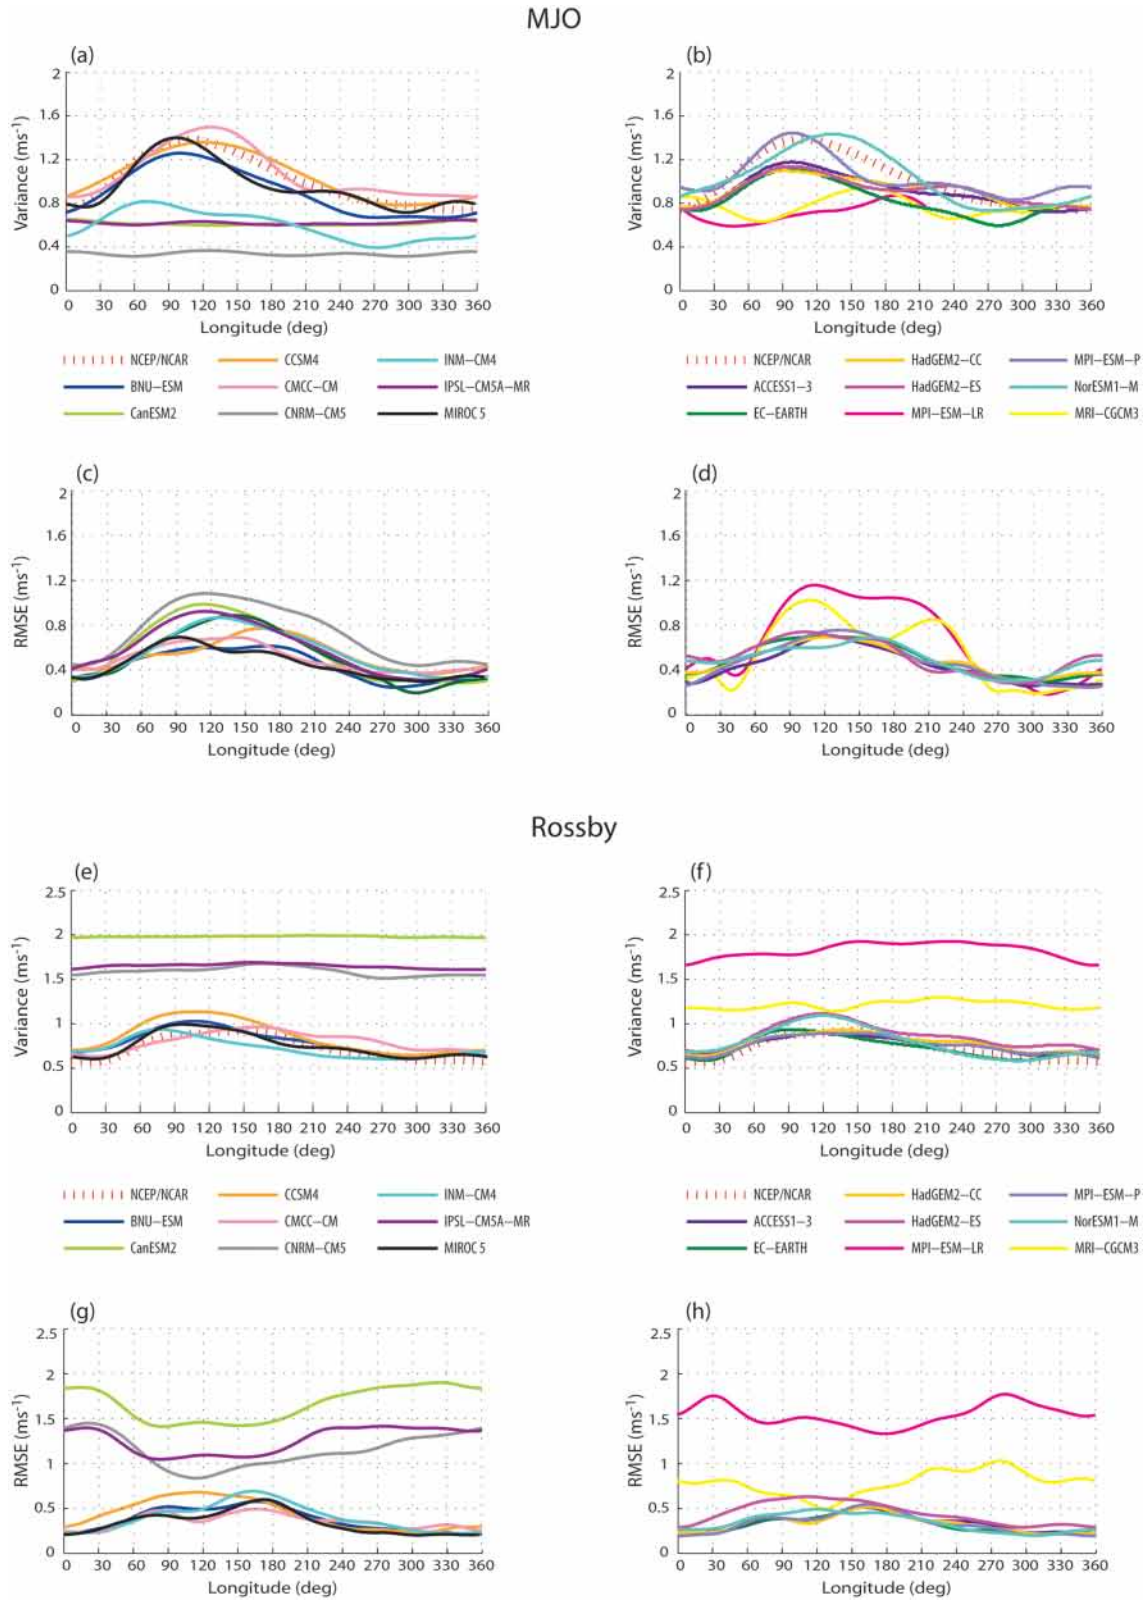 MJO
(a)
(b)
2
1.6
1.2
0.8
0.4
0
Variance (ms-1)
0 30 60 90 120 150 180 210 240 270 300 330 360
Longitude (deg)
2
1.6
1.2
0.8
0.4
0
Variance (ms-1)
0 30 60 90 120 150 180 210 240 270 300 330 360
Longitude (deg)
NCEP/NCAR CCSM4 INM-CM4
BNU-ESM CMCC-CM IPSL-CM5A-MR
CanESM2 CNRM-CM5 MIROC 5
NCEP/NCAR HadGEM2-CC MPI-ESM-P
ACCESS1-3 HadGEM2-ES NorESM1-M
EC-EARTH MPI-ESM-LR MRI-CGCM3
(c)
(d)
2
1.6
1.2
0.8
0.4
0
RMSE (ms-1)
0 30 60 90 120 150 180 210 240 270 300 330 360
Longitude (deg)
2
1.6
1.2
0.8
0.4
0
RMSE (ms-1)
0 30 60 90 120 150 180 210 240 270 300 330 360
Longitude (deg)
Rossby
(e)
(f)
2.5
2
1.5
1
0.5
0
Variance (ms-1)
0 30 60 90 120 150 180 210 240 270 300 330 360
Longitude (deg)
2.5
2
1.5
1
0.5
0
Variance (ms-1)
0 30 60 90 120 150 180 210 240 270 300 330 360
Longitude (deg)
NCEP/NCAR CCSM4 INM-CM4
BNU-ESM CMCC-CM IPSL-CM5A-MR
CanESM2 CNRM-CM5 MIROC 5
NCEP/NCAR HadGEM2-CC MPI-ESM-P
ACCESS1-3 HadGEM2-ES NorESM1-M
EC-EARTH MPI-ESM-LR MRI-CGCM3
(g)
(h)
2.5
2
1.5
1
0.5
0
RMSE (ms-1)
0 30 60 90 120 150 180 210 240 270 300 330 360
Longitude (deg)
2.5
2
1.5
1
0.5
0
RMSE (ms-1)
0 30 60 90 120 150 180 210 240 270 300 330 360
Longitude (deg)